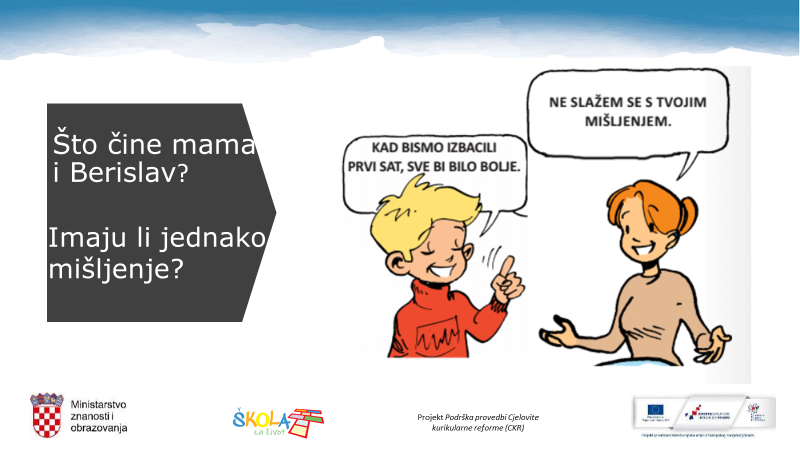 Što čine mama
i Berislav?
Imaju li jednako
mišljenje?
KAD BISMO IZBACILI
PRVI SAT, SVE BI BILO BOLJE.
NE SLAŽEM SE S TVOJIM
MIŠLJENJEM.
Ministarstvo
znanosti i
obrazovanja
ŠKOLA
za život
Projekt Podrška provedbi Cjelovite
kurikularne reforme (CKR)